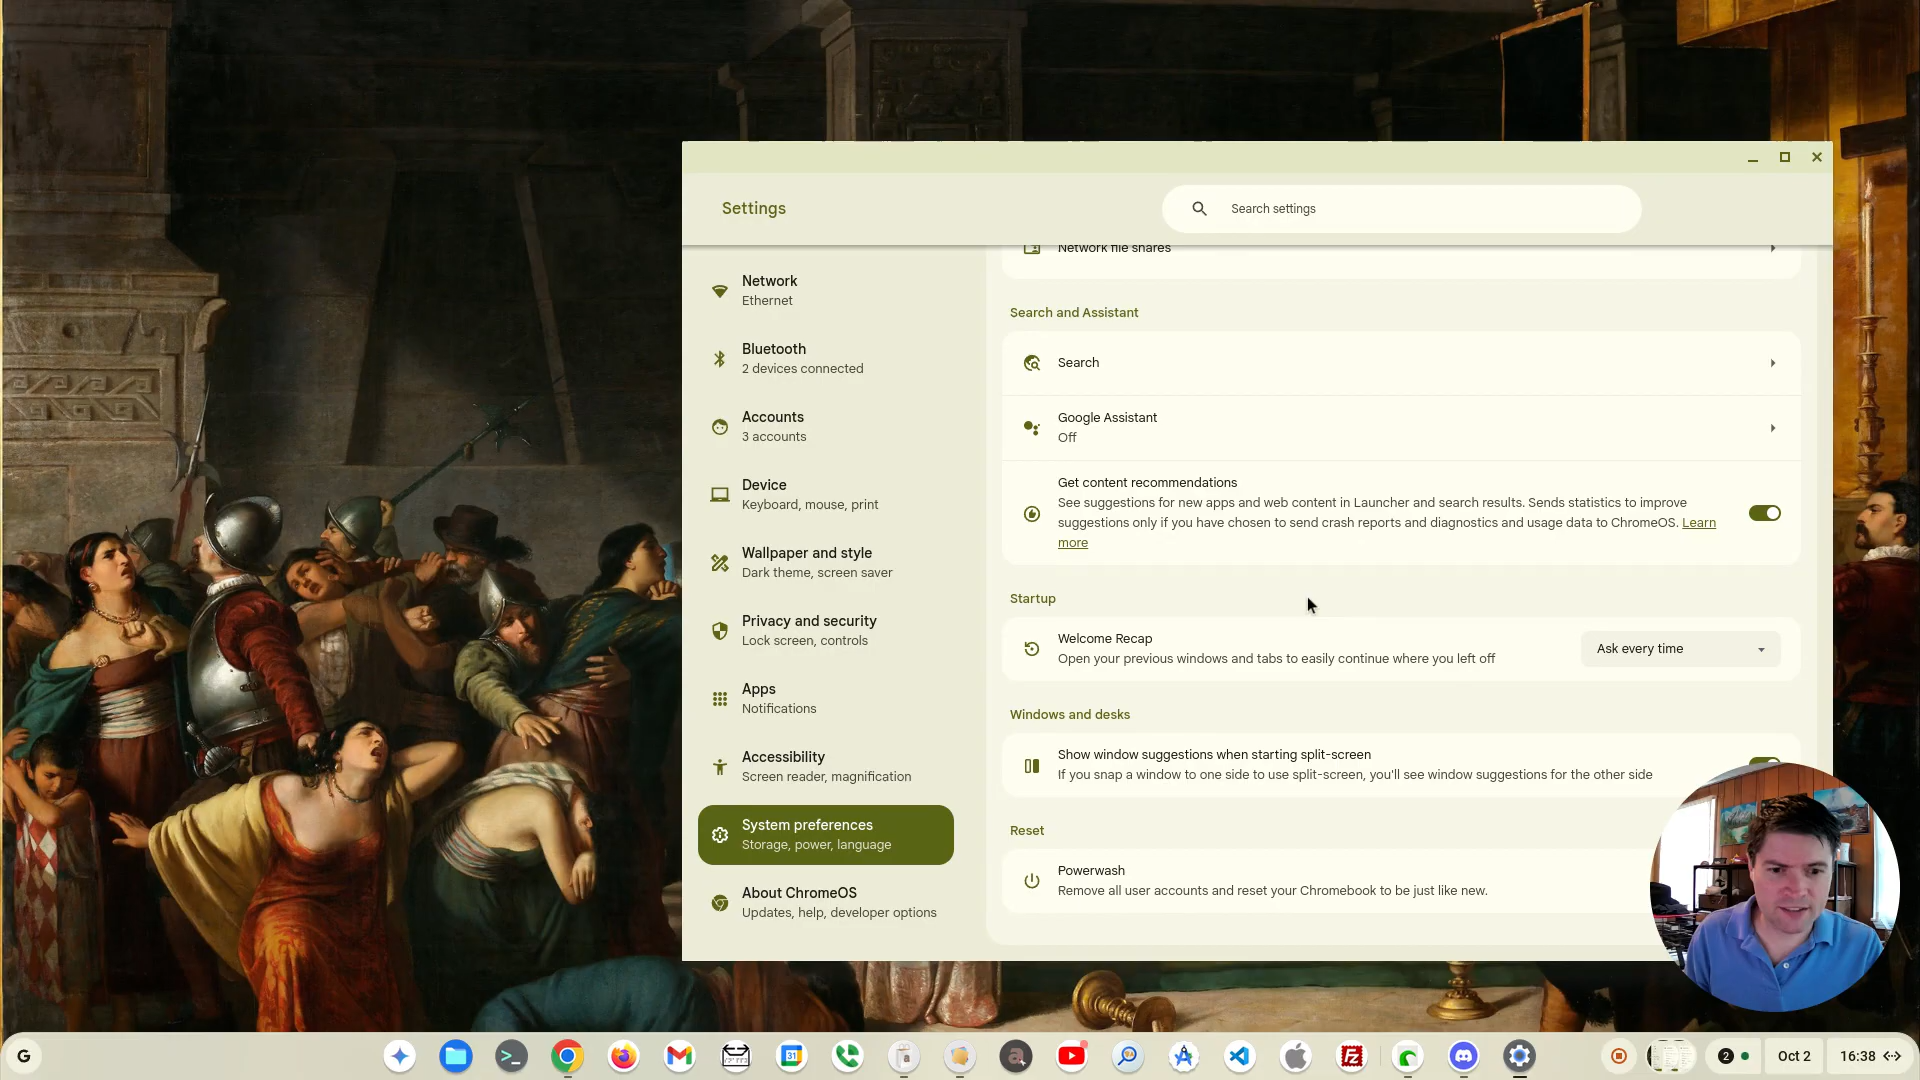 Settings
Search settings
Network
Ethernet
Bluetooth
2 devices connected
Accounts
3 accounts
Device
Keyboard, mouse, print
Wallpaper and style
Dark theme, screen saver
Privacy and security
Lock screen, controls
Apps
Notifications
Accessibility
Screen reader, magnification
System preferences
Storage, power, language
About ChromeOS
Updates, help, developer options
Network file shares
Search and Assistant
Search
Google Assistant
Off
Get content recommendations
See suggestions for new apps and web content in Launcher and search results. Sends statistics to improve
suggestions only if you have chosen to send crash reports and diagnostics and usage data to ChromeOS. Learn
more
Startup
Welcome Recap
Open your previous windows and tabs to easily continue where you left off
Ask every time
Windows and desks
Show window suggestions when starting split-screen
If you snap a window to one side to use split-screen, you'll see window suggestions for the other side
Reset
Powerwash
Remove all user accounts and reset your Chromebook to be just like new.
G
31
a
a
FZ
2
Oct 2
16:38